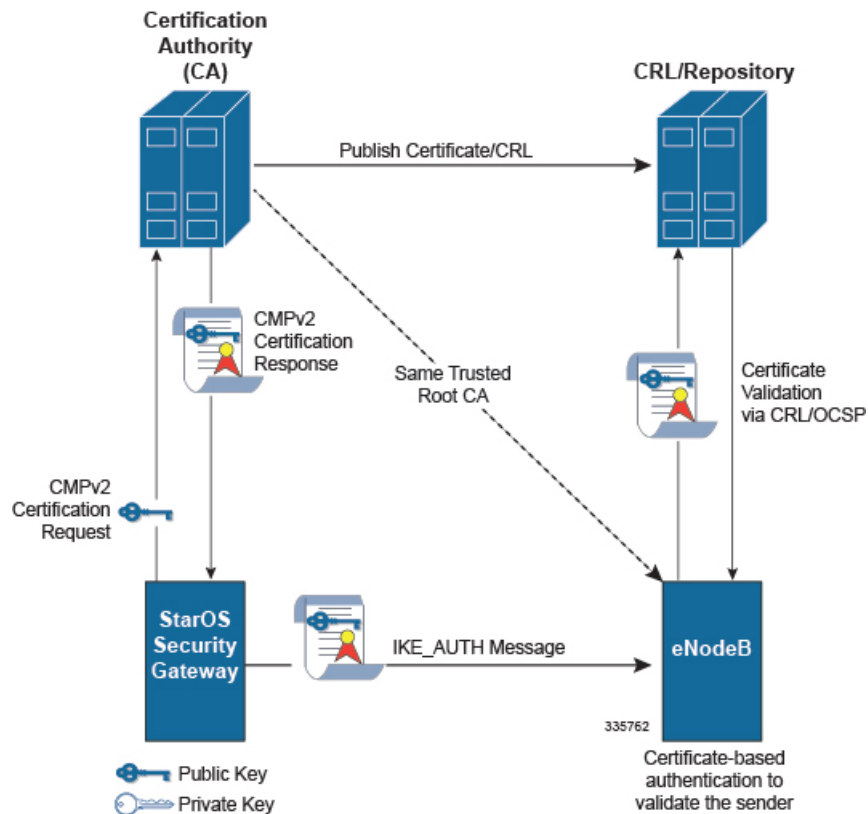 Certification
Authority
(CA)
CRL/Repository
Publish Certificate/CRL
CMPv2
Certification
Response
Same Trusted
Root CA
Certificate
Validation
via CRL/OCSP
CMPv2
Certification
Request
StarOS
Security
Gateway
IKE_AUTH Message
eNodeB
335762
Certificate-based
authentication to
validate the sender
Public Key
Private Key